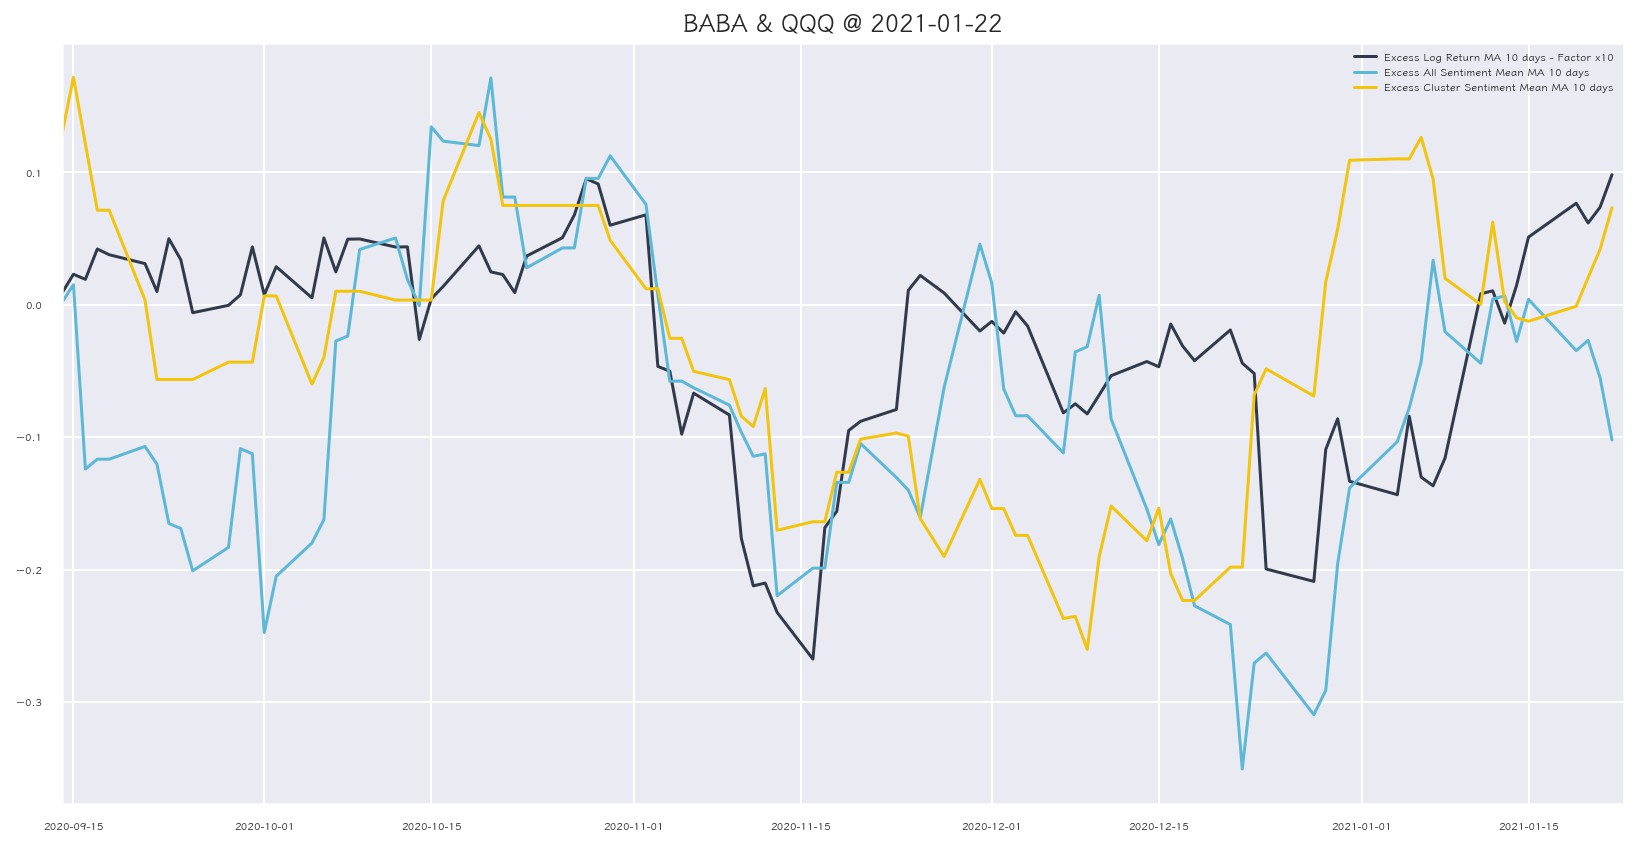 BABA & QQQ @ 2021-01-22
Excess Log Return MA 10 days - Factor x10
Excess All Sentiment Mean MA 10 days
Excess Cluster Sentiment Mean MA 10 days
0.1
0.0
−0.1
−0.2
−0.3
2020-09-15 2020-10-01 2020-10-15 2020-11-01 2020-11-15 2020-12-01 2020-12-15 2021-01-01 2021-01-15